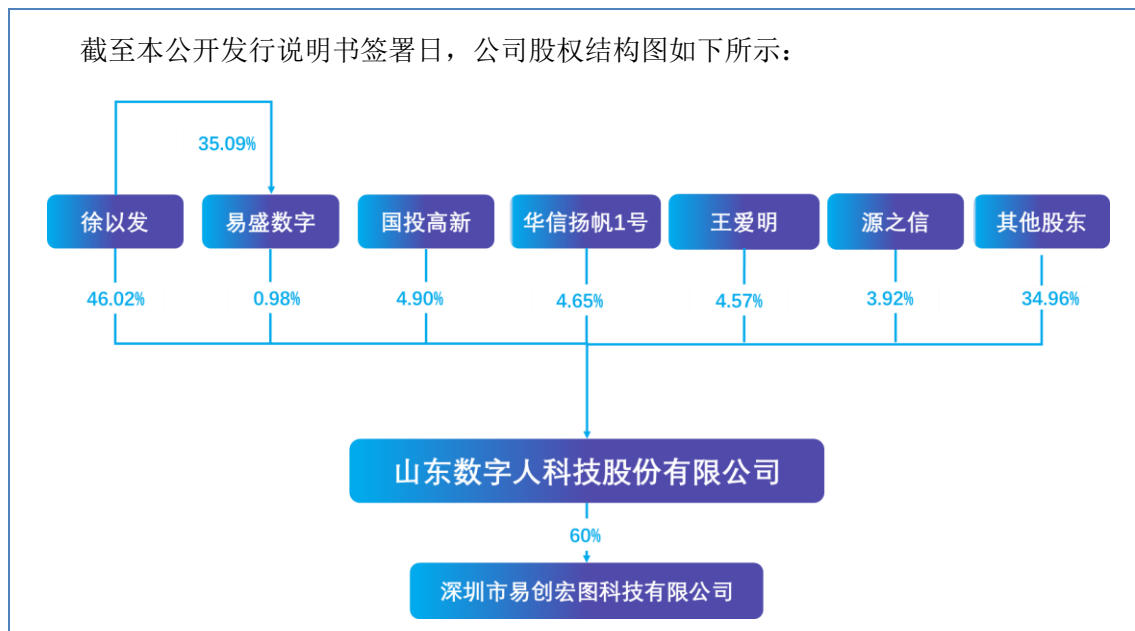 截至本公开发行说明书签署日，公司股权结构图如下所示：
35.09%
徐以发 易盛数字 国投高新 华信扬帆1号 王爱明 源之信 其他股东
46.02% 0.98% 4.90% 4.65% 4.57% 3.92% 34.96%
山东数字人科技股份有限公司
60%
深圳市易创宏图科技有限公司